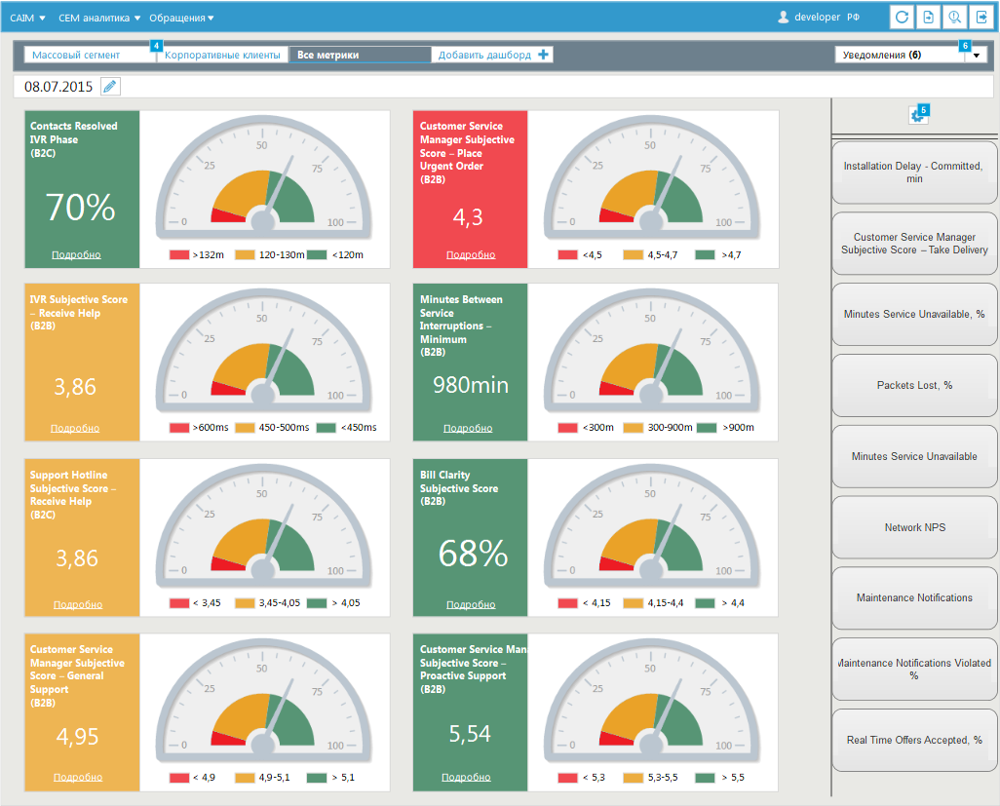 CAIM ▼ CEM аналитика ▼ Обращения ▼ developer РФ
4 6
Массовый сегмент Корпоративные клиенты Все метрики Добавить дашборд Уведомления (6) ▼
08.07.2015
5
Contacts Resolved
IVR Phase
(B2C)
70%
Подробно
0 25 50 75 100
>132m 120-130m <120m
Customer Service
Manager Subjective
Score – Place
Urgent Order
(B2B)
4,3
Подробно
0 25 50 75 100
<4,5 4,5-4,7 >4,7
IVR Subjective Score
– Receive Help
(B2B)
3,86
Подробно
0 25 50 75 100
>600ms 450-500ms <450ms
Minutes Between
Service
Interruptions –
Minimum
(B2B)
980min
Подробно
0 25 50 75 100
<300m 300-900m >900m
Support Hotline
Subjective Score –
Receive Help
(B2C)
3,86
Подробно
0 25 50 75 100
< 3,45 3,45-4,05 > 4,05
Bill Clarity
Subjective Score
(B2B)
68%
Подробно
0 25 50 75 100
< 4,15 4,15-4,4 > 4,4
Customer Service
Manager Subjective
Score – General
Support
(B2B)
4,95
Подробно
0 25 50 75 100
< 4,9 4,9-5,1 > 5,1
Customer Service Man
Subjective Score –
Proactive Support
(B2B)
5,54
Подробно
0 25 50 75 100
< 5,3 5,3-5,5 > 5,5
Installation Delay - Committed,
min
Customer Service Manager
Subjective Score – Take Delivery
Minutes Service Unavailable, %
Packets Lost, %
Minutes Service Unavailable
Network NPS
Maintenance Notifications
Maintenance Notifications Violated
%
Real Time Offers Accepted, %